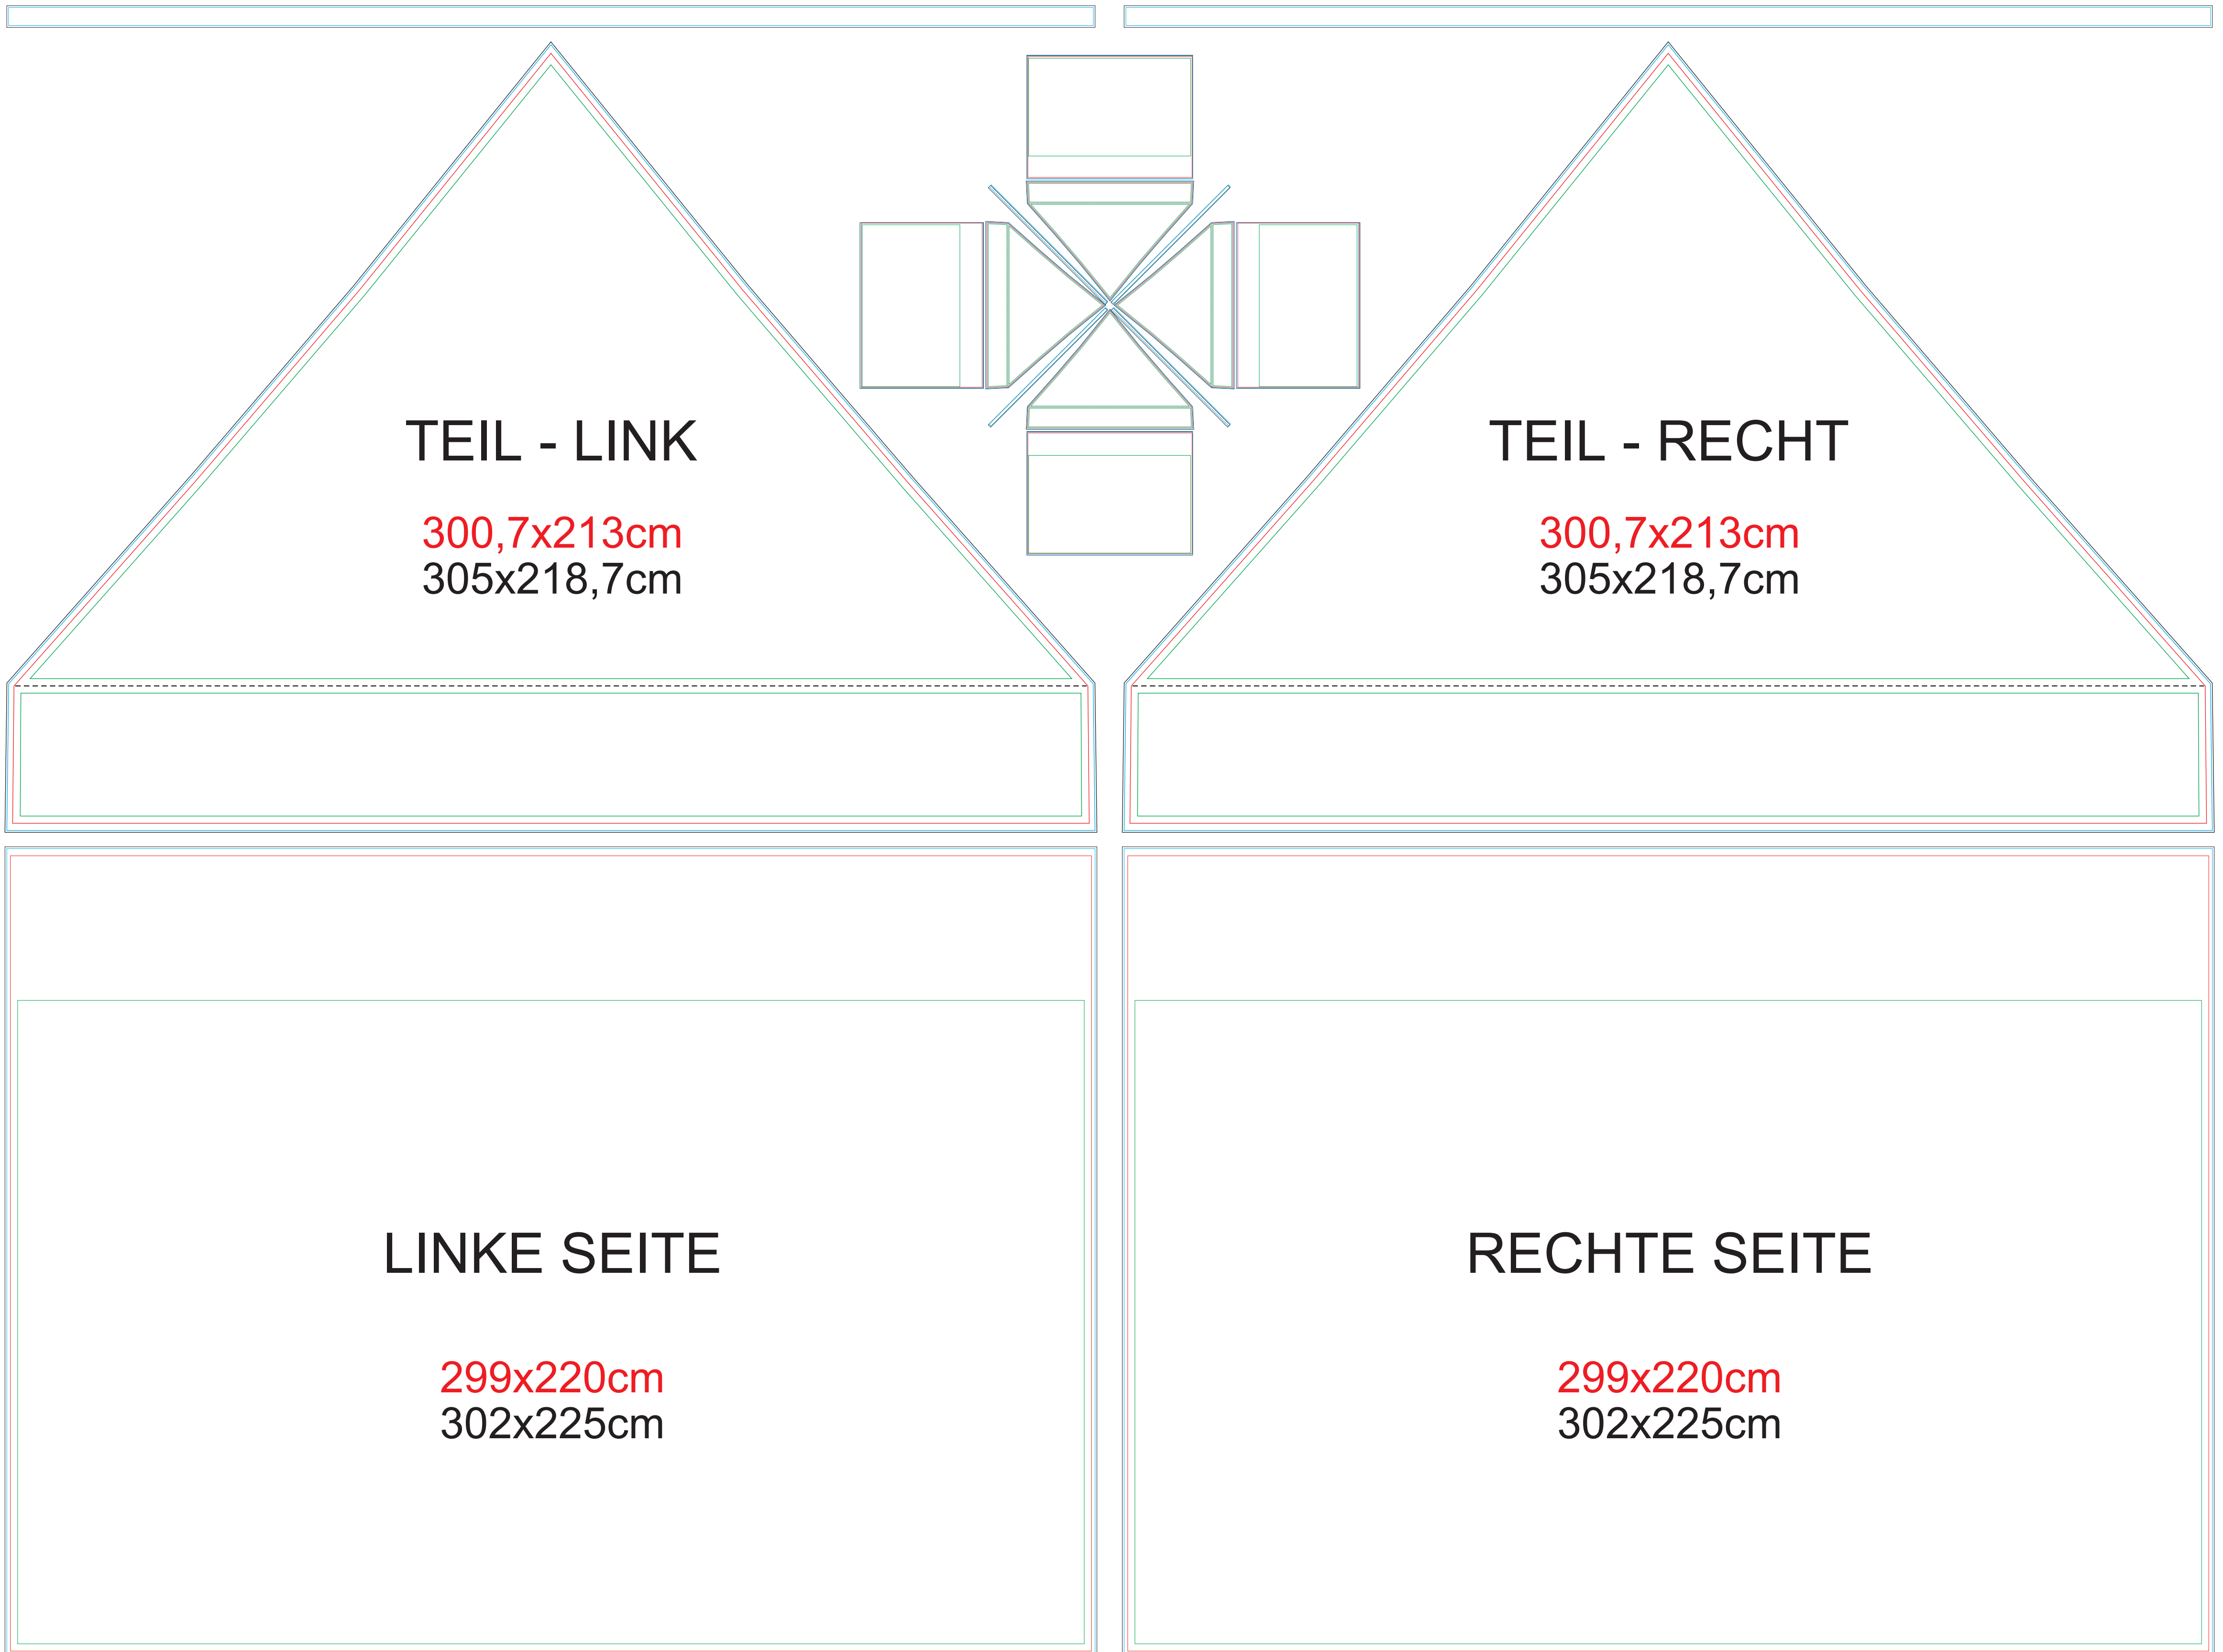 TEIL - LINK
300,7x213cm
305x218,7cm
TEIL - RECHT
300,7x213cm
305x218,7cm
LINKE SEITE
299x220cm
302x225cm
RECHTE SEITE
299x220cm
302x225cm